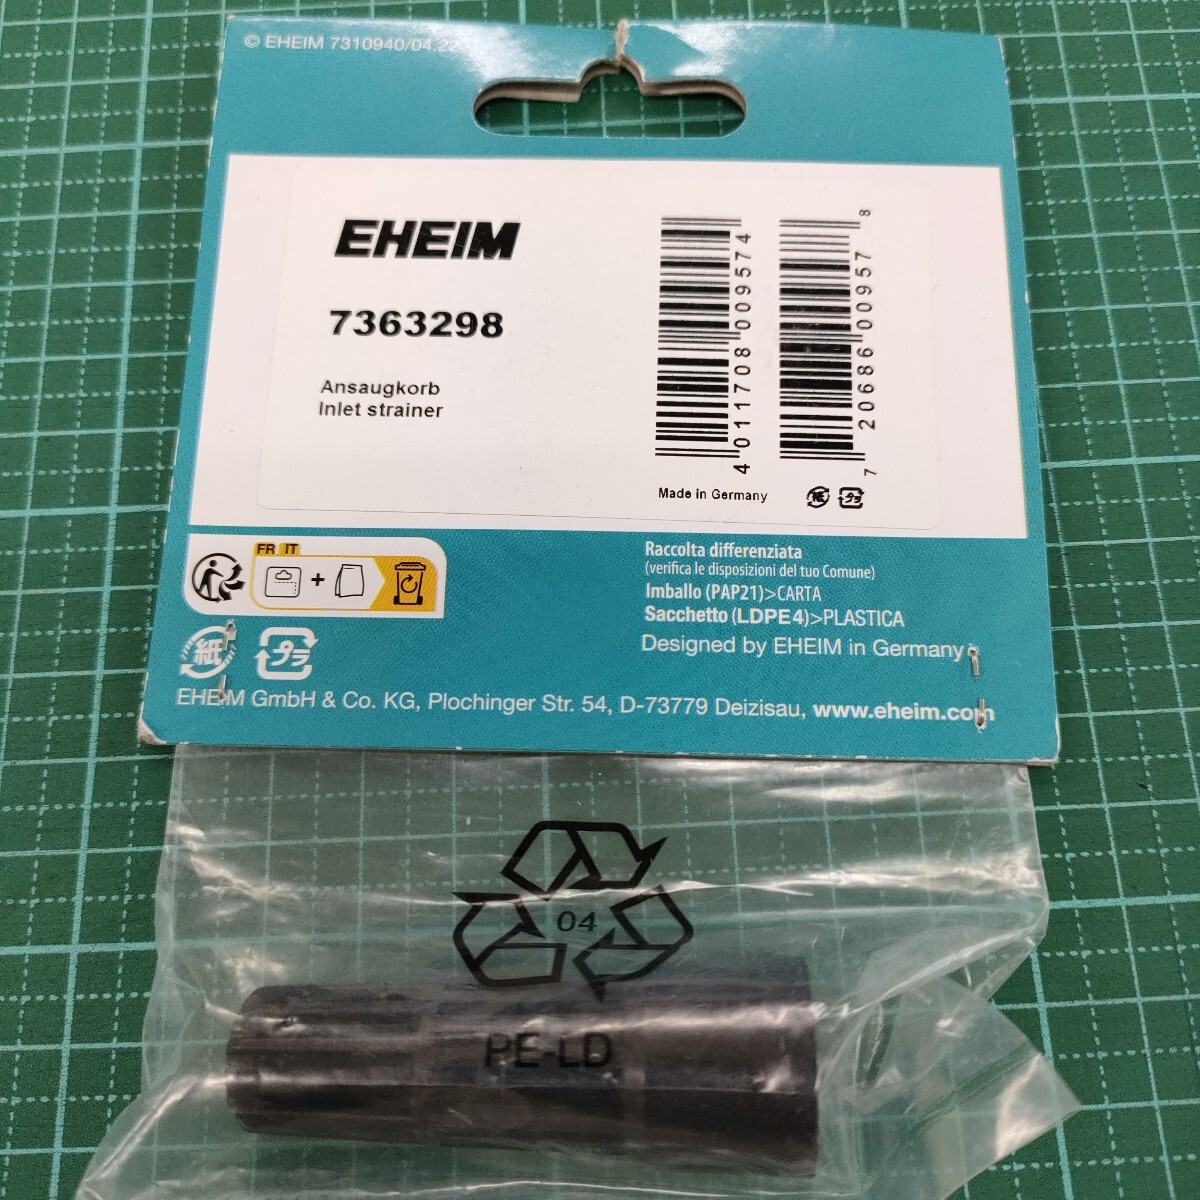 © EHEIM 7310940/04.22
EHEIM
7363298
Ansaugkorb
Inlet strainer
4 011708 009574
7 20686 00957 8
Made in Germany
紙 プラ
FR IT
+
Raccolta differenziata
(verifica le disposizioni del tuo Comune)
Imballo (PAP21)>CARTA
Sacchetto (LDPE4)>PLASTICA
Designed by EHEIM in Germany
紙 プラ
EHEIM GmbH & Co. KG, Plochinger Str. 54, D-73779 Deizisau, www.eheim.com
04
PE-LD